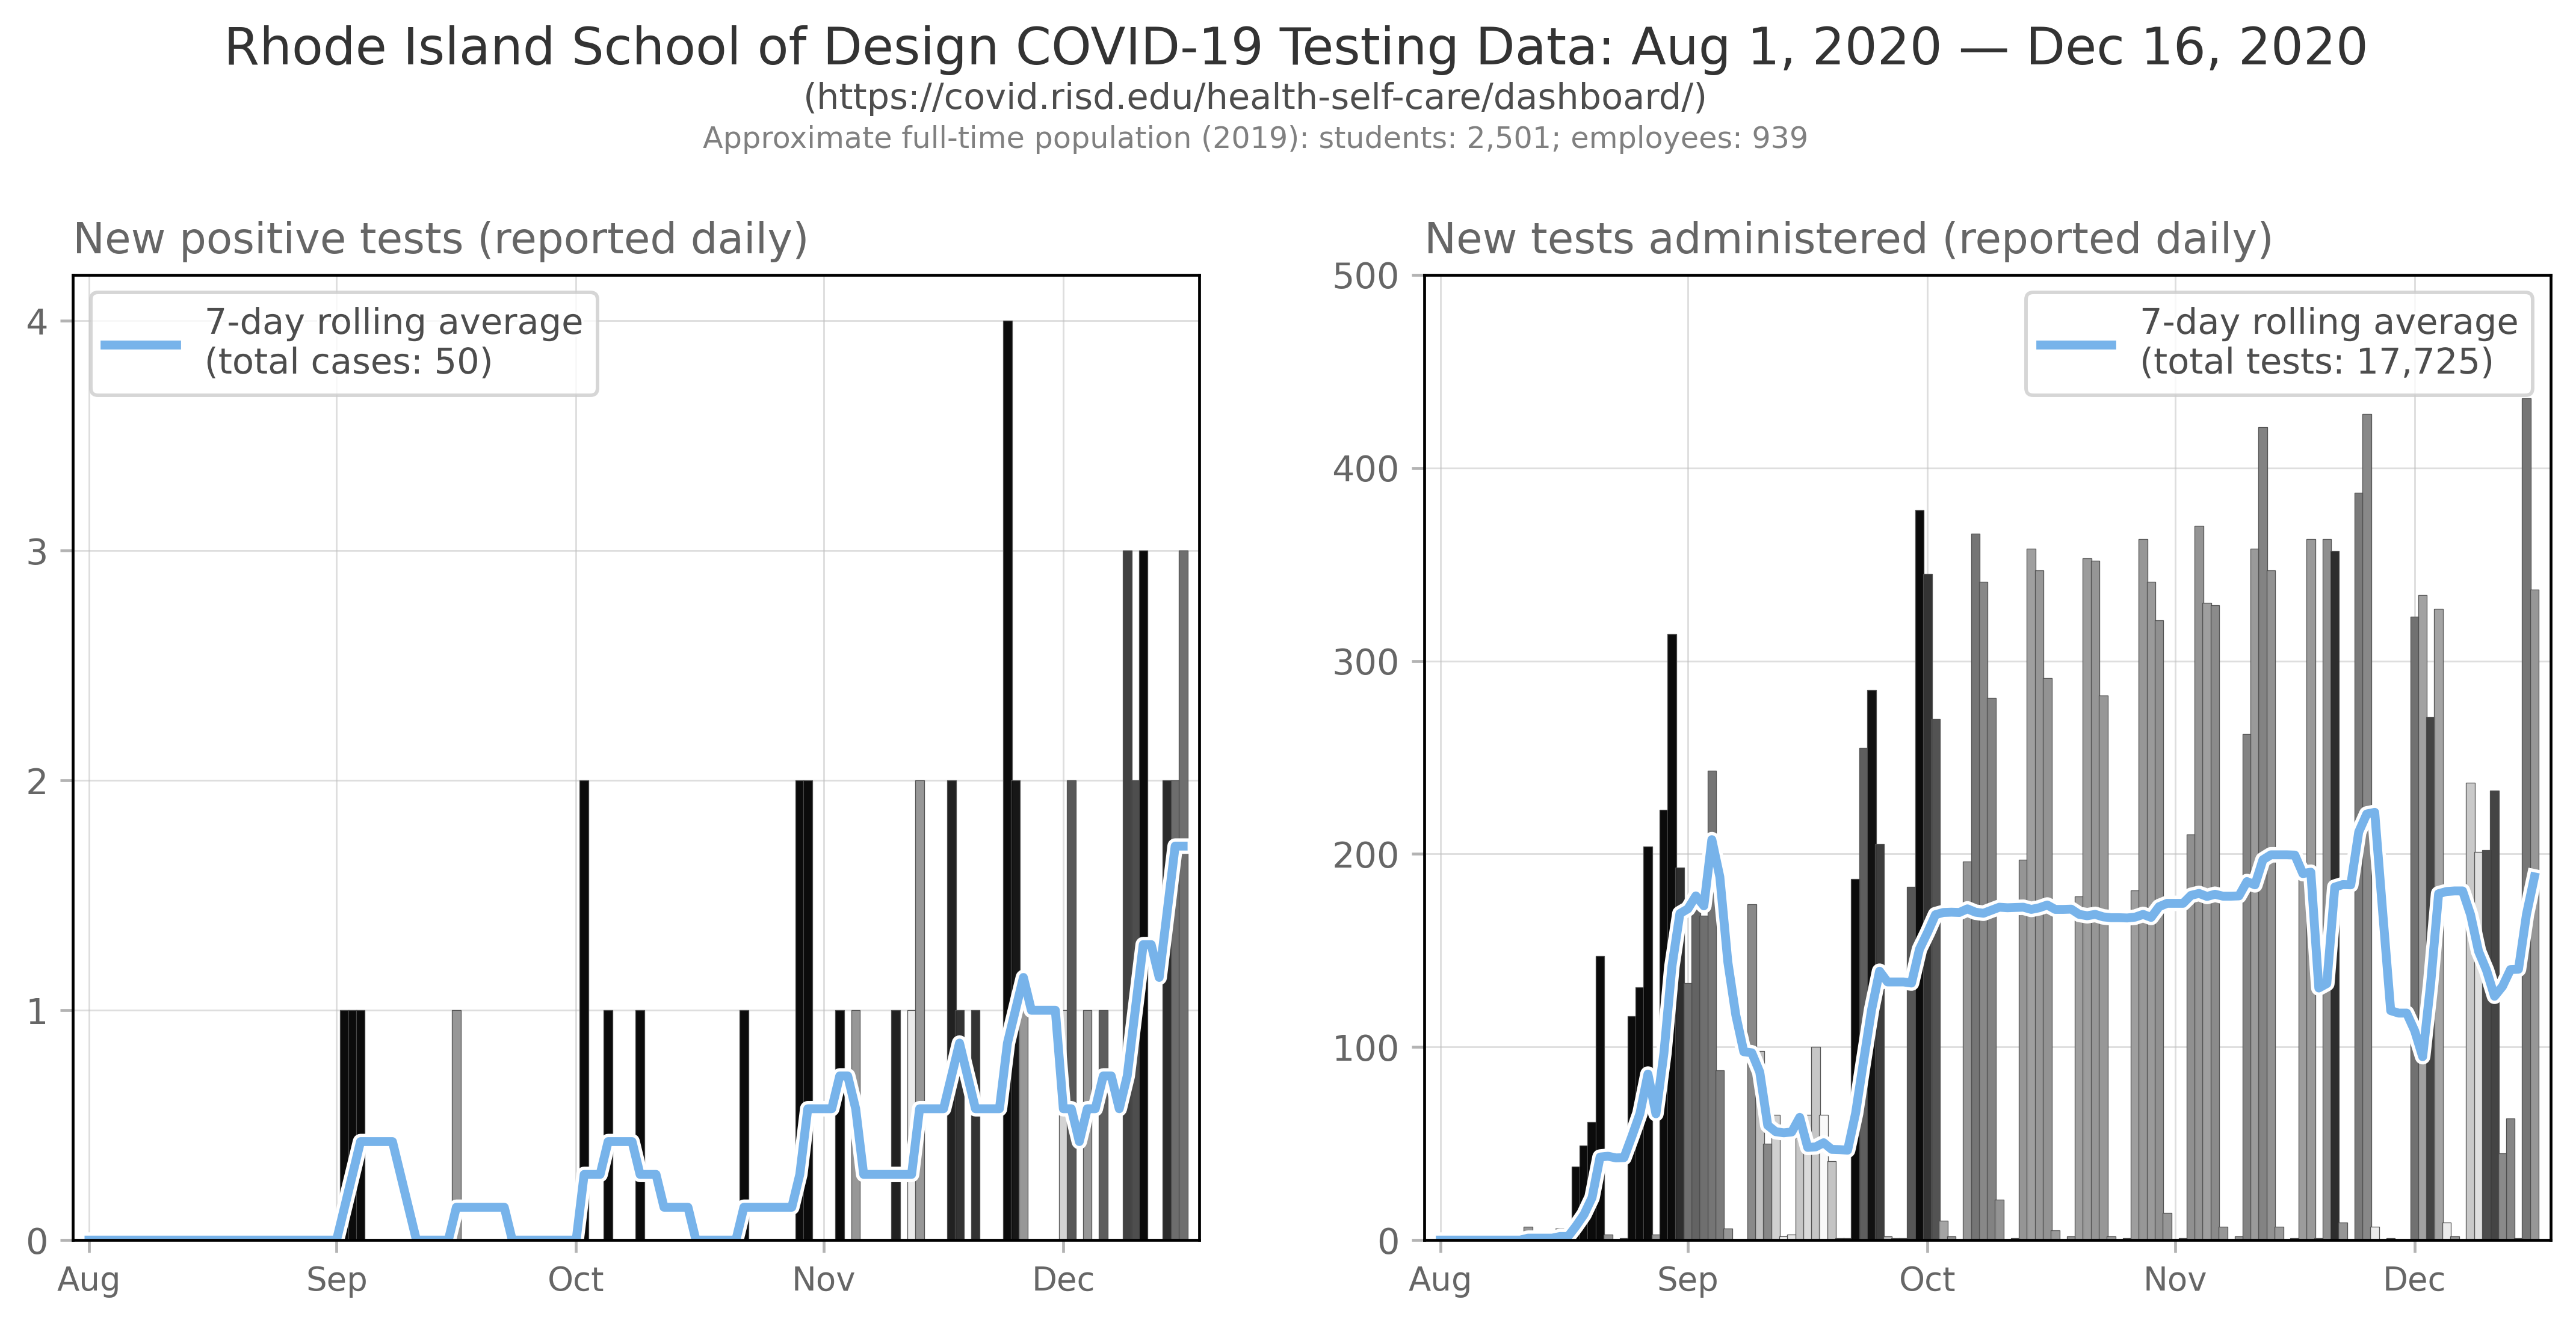 Rhode Island School of Design COVID-19 Testing Data: Aug 1, 2020 — Dec 16, 2020
(https://covid.risd.edu/health-self-care/dashboard/)
Approximate full-time population (2019): students: 2,501; employees: 939
New positive tests (reported daily)
7-day rolling average
(total cases: 50)
4
3
2
1
0
Aug Sep Oct Nov Dec
New tests administered (reported daily)
7-day rolling average
(total tests: 17,725)
500
400
300
200
100
0
Aug Sep Oct Nov Dec